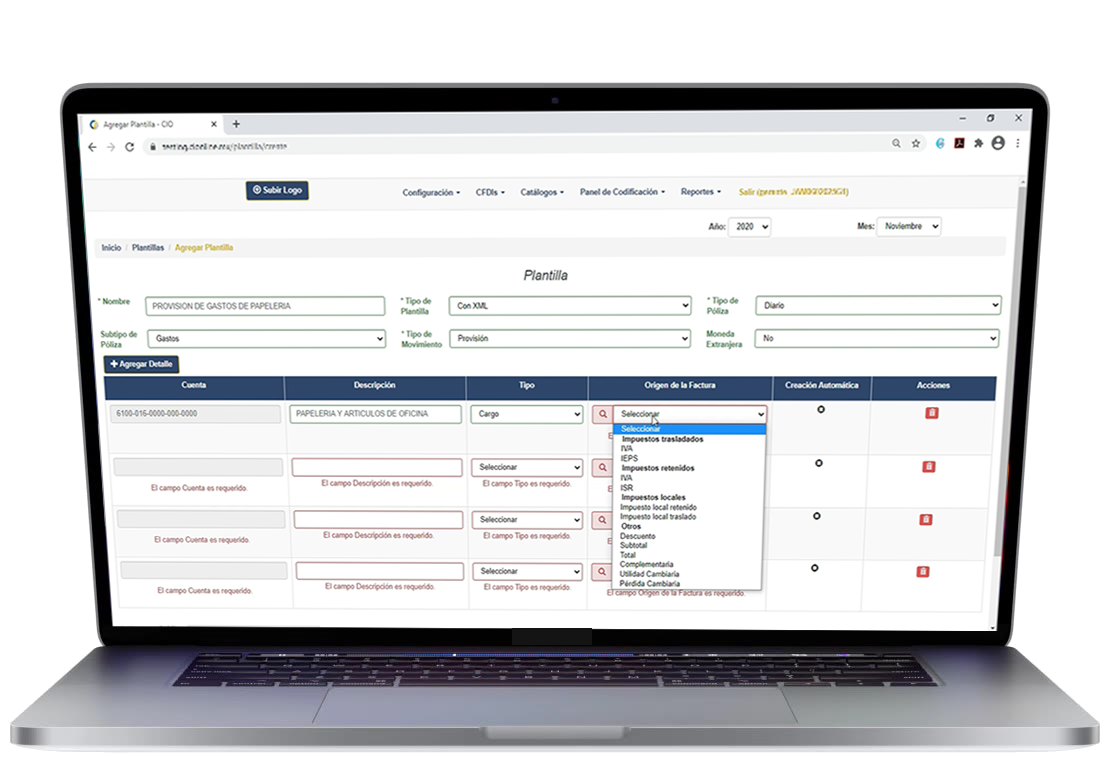 Agregar Plantilla - CIO
Subir Logo
Configuración
CFDIs
Catálogos
Panel de Codificación
Reportes
Salir
Año: 2020
Mes: Noviembre
Inicio / Plantillas / Agregar Plantilla
Plantilla
* Nombre
PROVISION DE GASTOS DE PAPELERIA
* Tipo de Plantilla
Con XML
* Tipo de Póliza
Diario
Subtipo de Póliza
Gastos
* Tipo de Movimiento
Provisión
Moneda Extranjera
No
+ Agregar Detalle
Cuenta
Descripción
Tipo
Origen de la Factura
Creación Automática
Acciones
6100-016-0000-000-0000
PAPELERIA Y ARTICULOS DE OFICINA
Cargo
Seleccionar
Seleccionar
Impuestos trasladados
IVA
IEPS
Impuestos retenidos
IVA
ISR
Impuestos locales
Impuesto local retenido
Impuesto local traslado
Otros
Descuento
Subtotal
Total
Complementaria
Utilidad Cambiaria
Pérdida Cambiaria
El campo Cuenta es requerido.
El campo Descripción es requerido.
Seleccionar
El campo Tipo es requerido.
El campo Cuenta es requerido.
El campo Descripción es requerido.
Seleccionar
El campo Tipo es requerido.
El campo Cuenta es requerido.
El campo Descripción es requerido.
Seleccionar
El campo Tipo es requerido.
El campo Origen de la Factura es requerido.